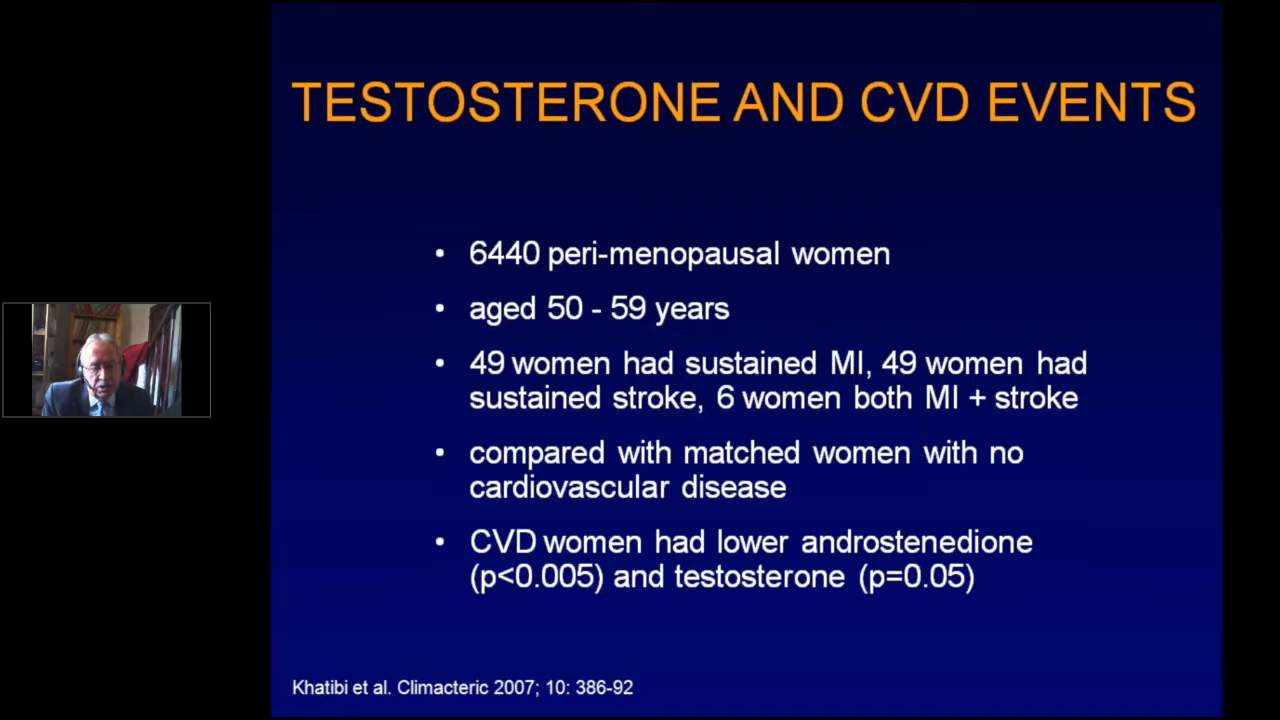 TESTOSTERONE AND CVD EVENTS
• 6440 peri-menopausal women
• aged 50 - 59 years
• 49 women had sustained MI, 49 women had
sustained stroke, 6 women both MI + stroke
• compared with matched women with no
cardiovascular disease
• CVD women had lower androstenedione
(p<0.005) and testosterone (p=0.05)
Khatibi et al. Climacteric 2007; 10: 386-92